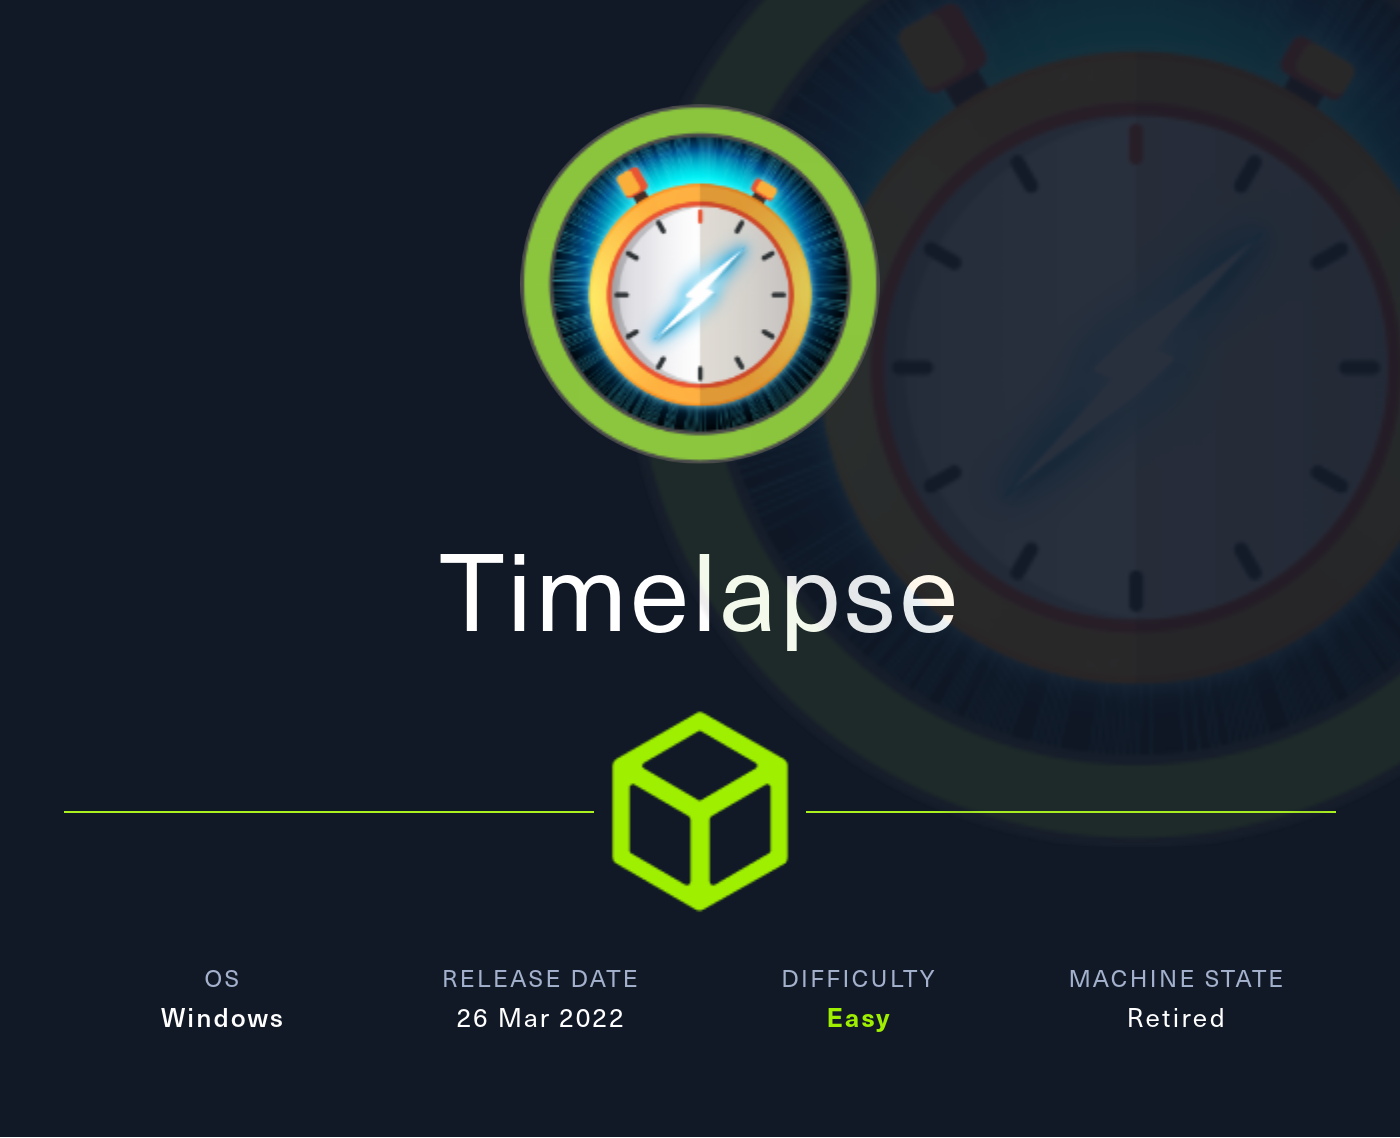 Timelapse
OS
Windows
RELEASE DATE
26 Mar 2022
DIFFICULTY
Easy
MACHINE STATE
Retired